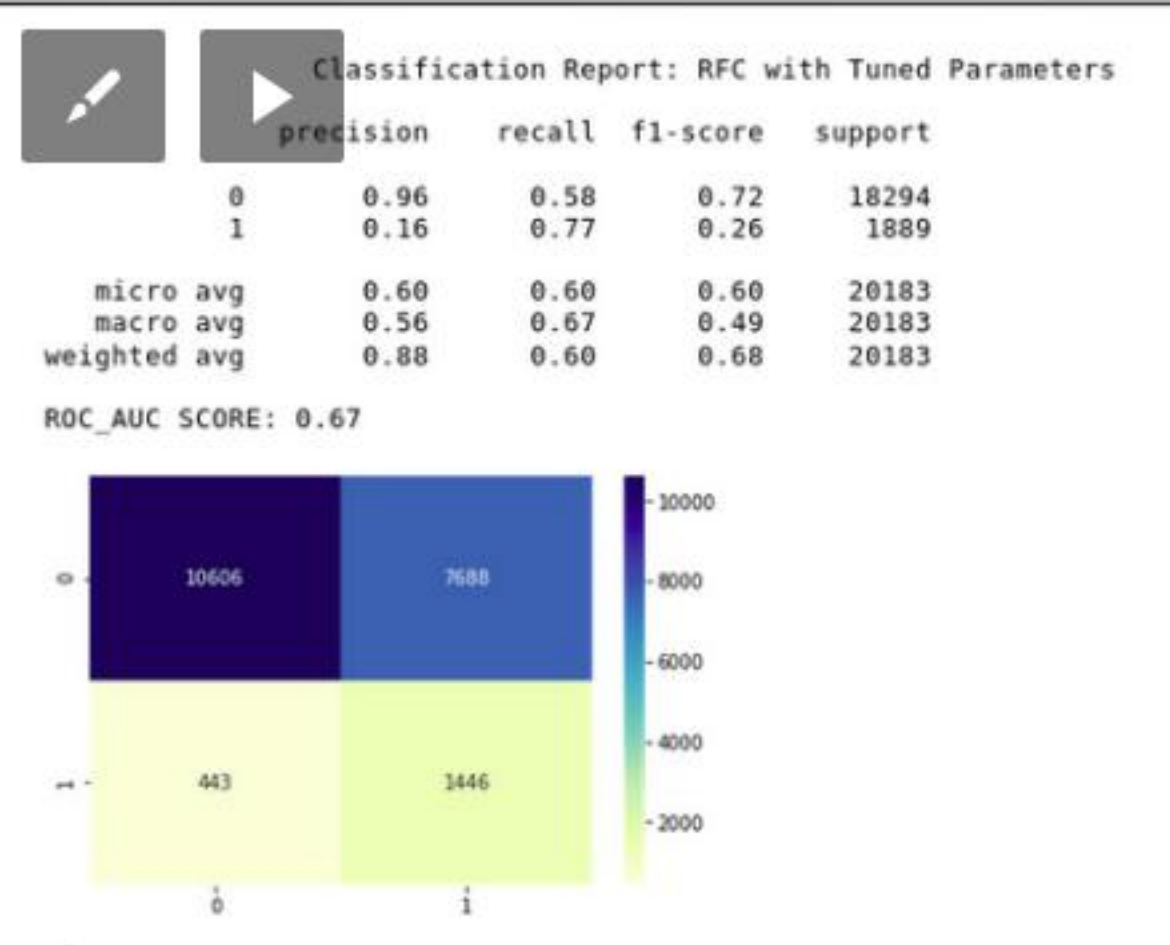 Classification Report: RFC with Tuned Parameters
precision recall f1-score support
0 0.96 0.58 0.72 18294
1 0.16 0.77 0.26 1889
micro avg 0.60 0.60 0.60 20183
macro avg 0.56 0.67 0.49 20183
weighted avg 0.88 0.60 0.68 20183
ROC_AUC SCORE: 0.67
10000
0 10606 7688
8000
6000
4000
1 443 1446
2000
0 1